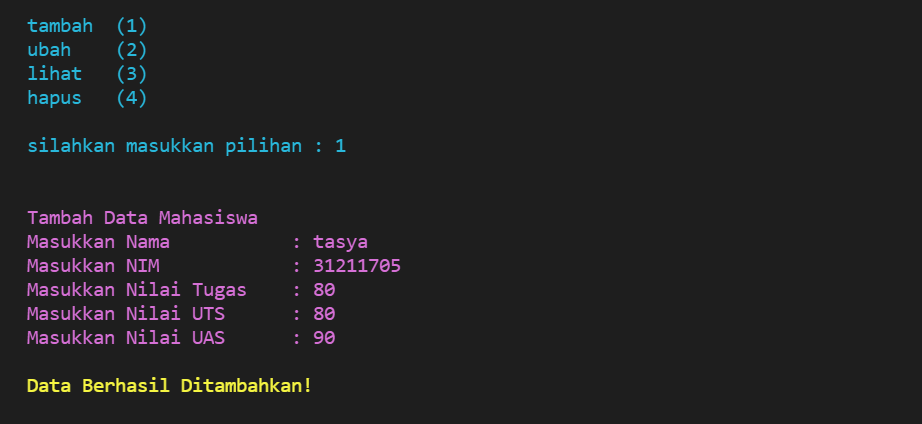 tambah  (1)
ubah    (2)
lihat   (3)
hapus   (4)
silahkan masukkan pilihan : 1
Tambah Data Mahasiswa
Masukkan Nama           : tasya
Masukkan NIM            : 31211705
Masukkan Nilai Tugas    : 80
Masukkan Nilai UTS      : 80
Masukkan Nilai UAS      : 90
Data Berhasil Ditambahkan!